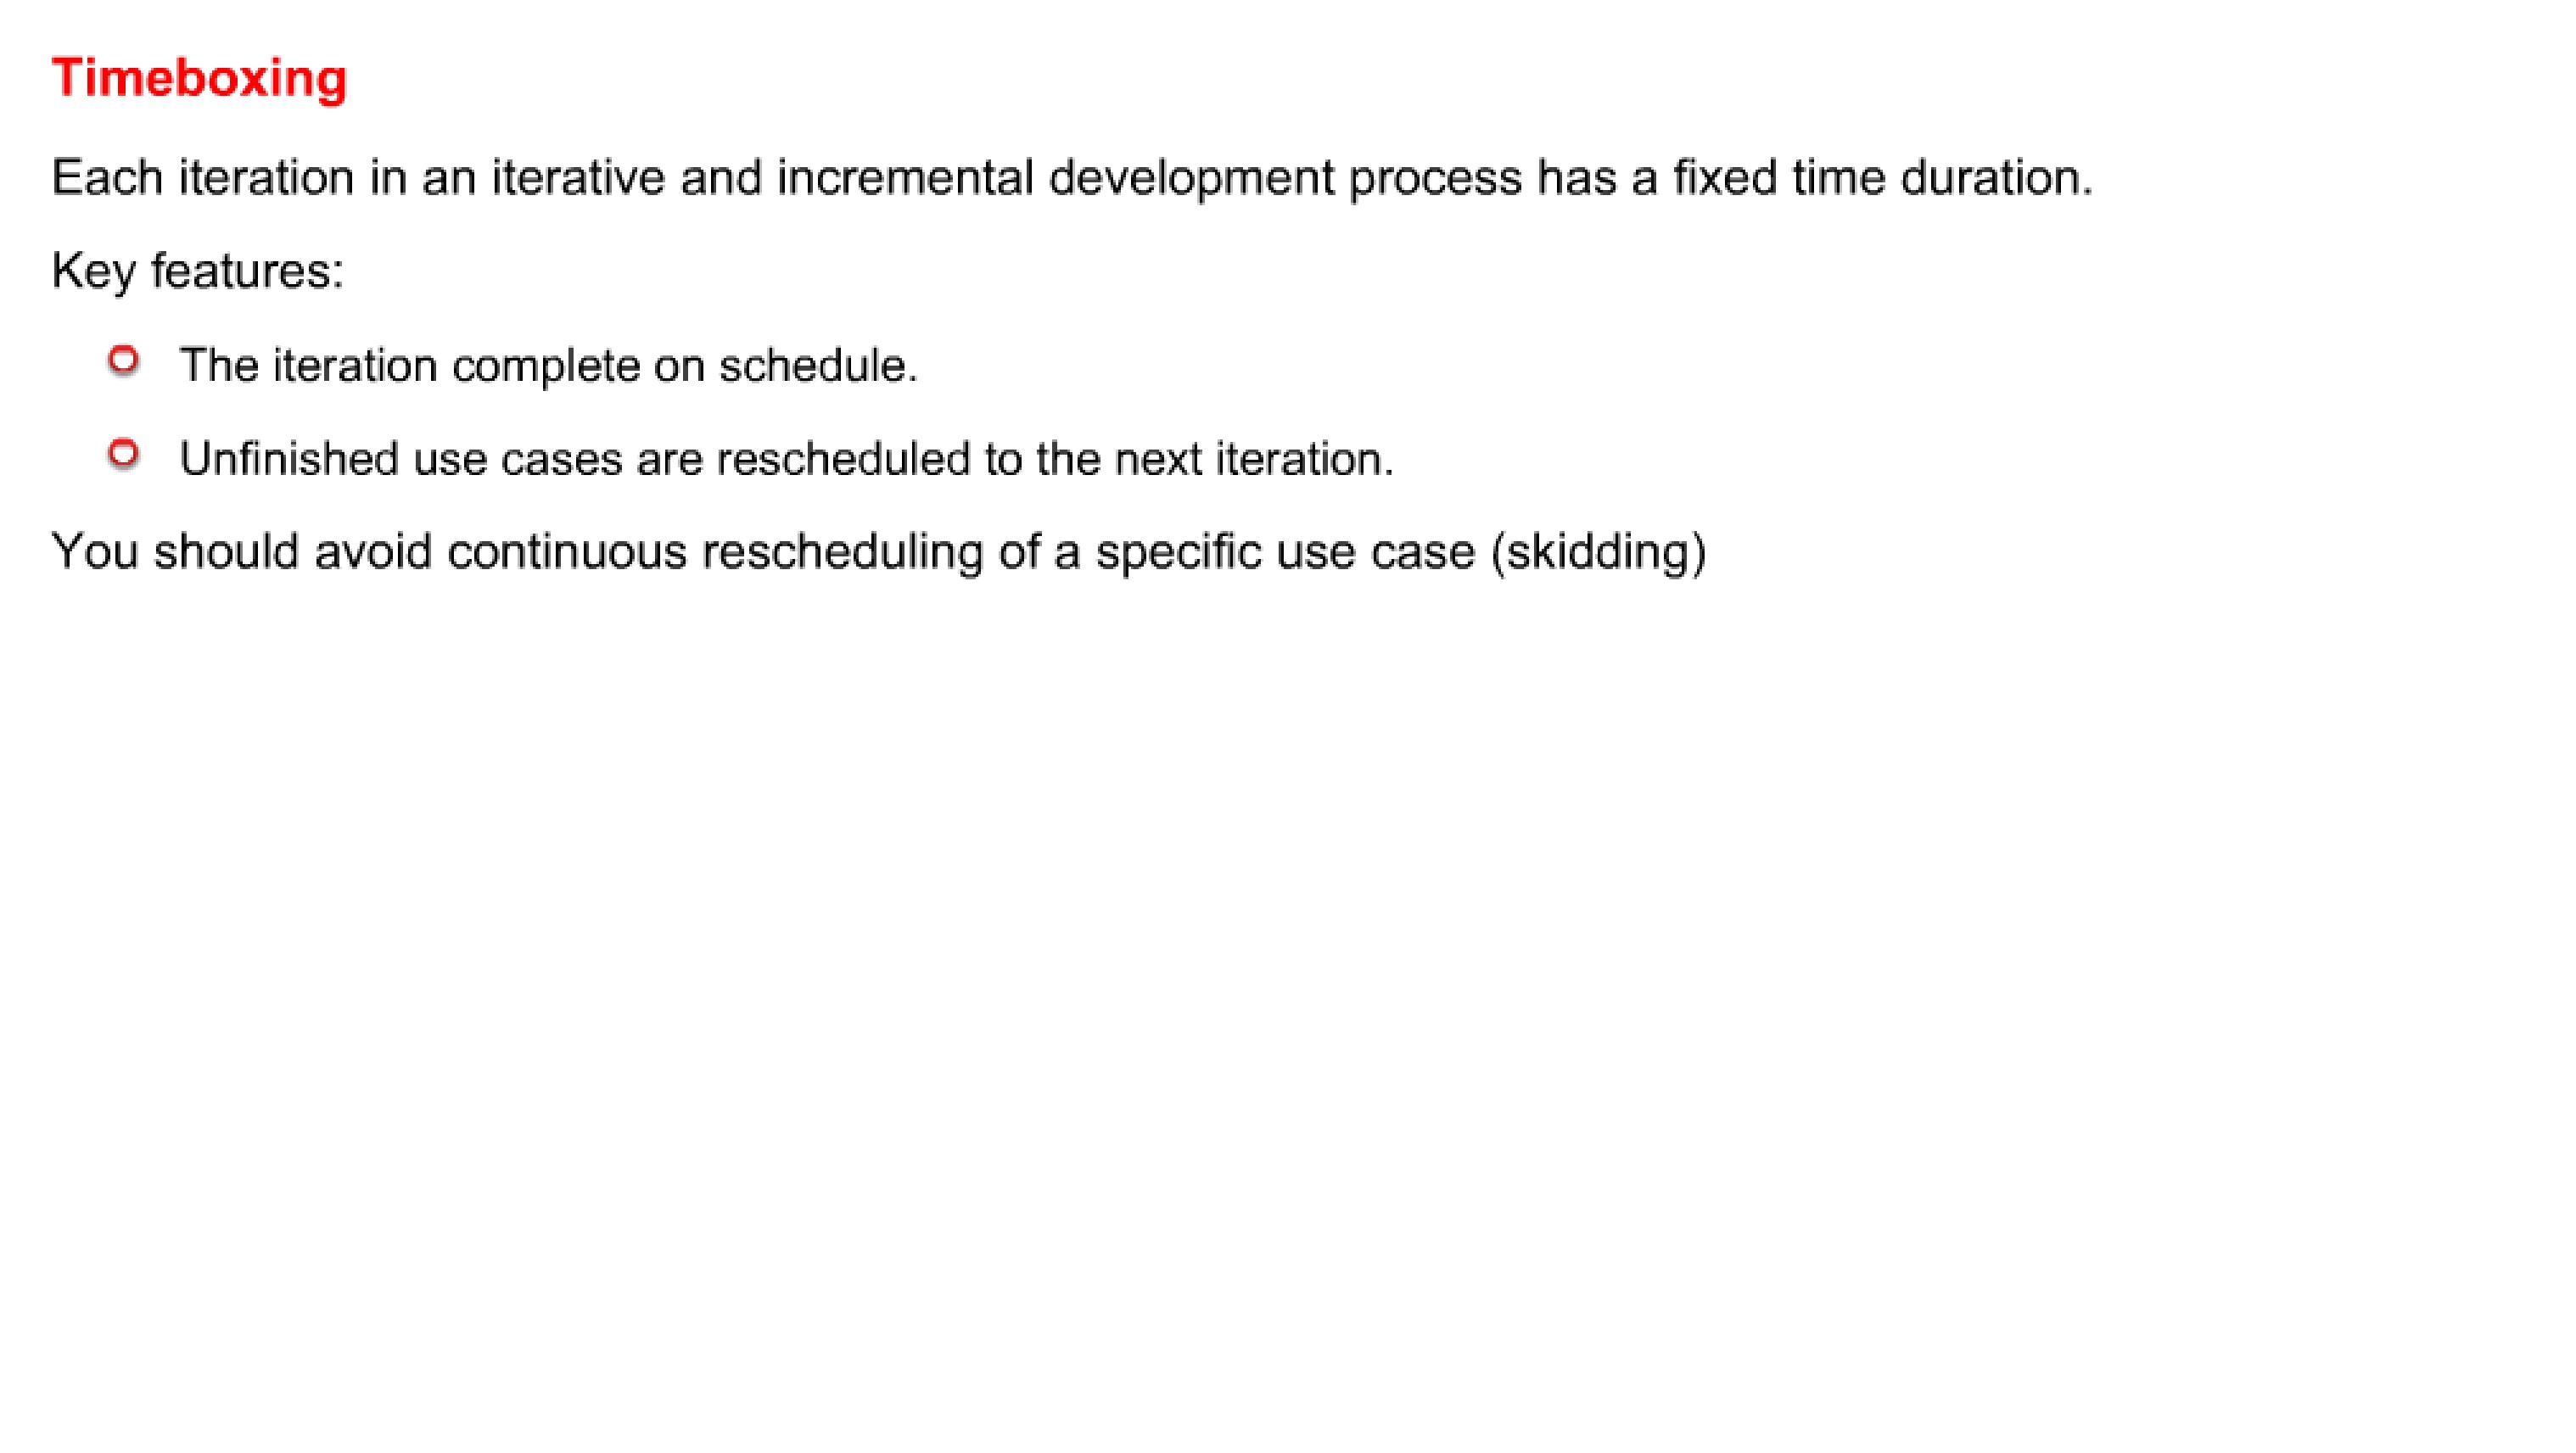 Timeboxing
Each iteration in an iterative and incremental development process has a fixed time duration.
Key features:
The iteration complete on schedule.
Unfinished use cases are rescheduled to the next iteration.
You should avoid continuous rescheduling of a specific use case (skidding)